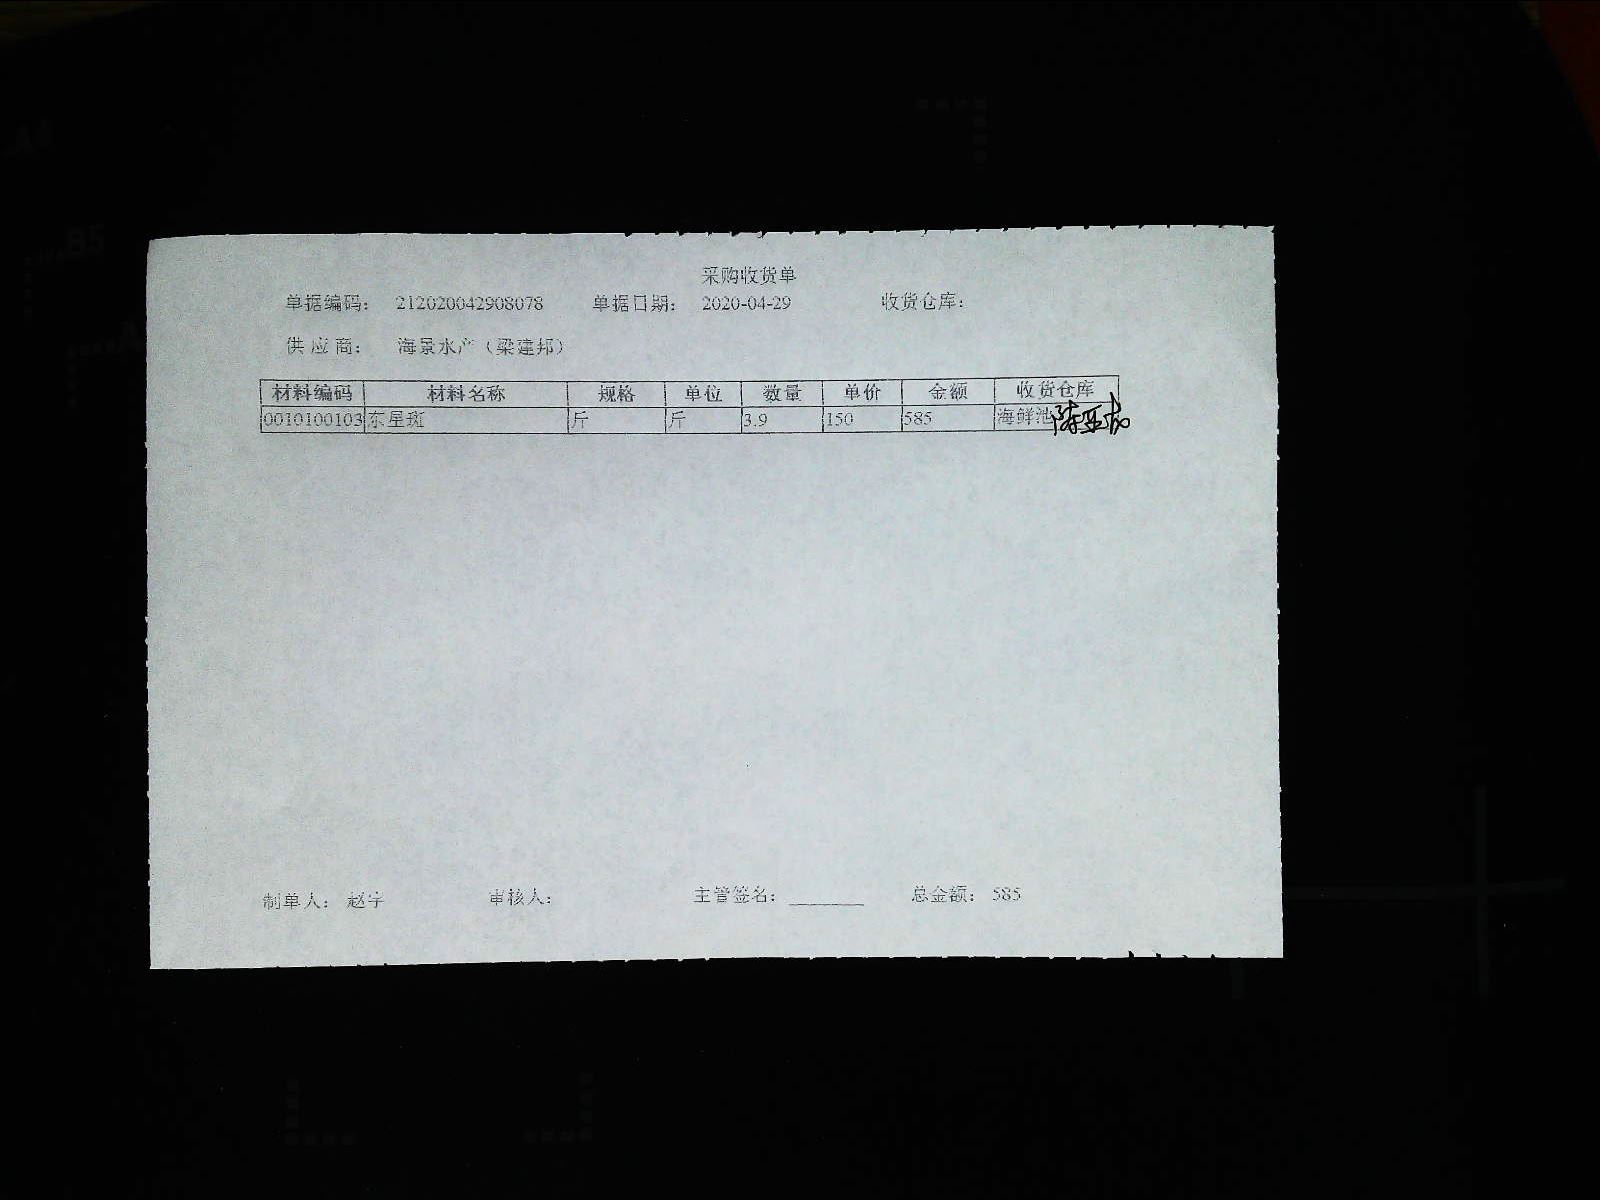 采购收货单
单据编码： 212020042908078 单据日期： 2020-04-29 收货仓库：
供应商： 海景水产（梁建邦）
材料编码 材料名称 规格 单位 数量 单价 金额 收货仓库
0010100103 东星斑 斤 斤 3.9 150 585 海鲜池
制单人： 赵宇 审核人： 主管签名： 总金额： 585
B5